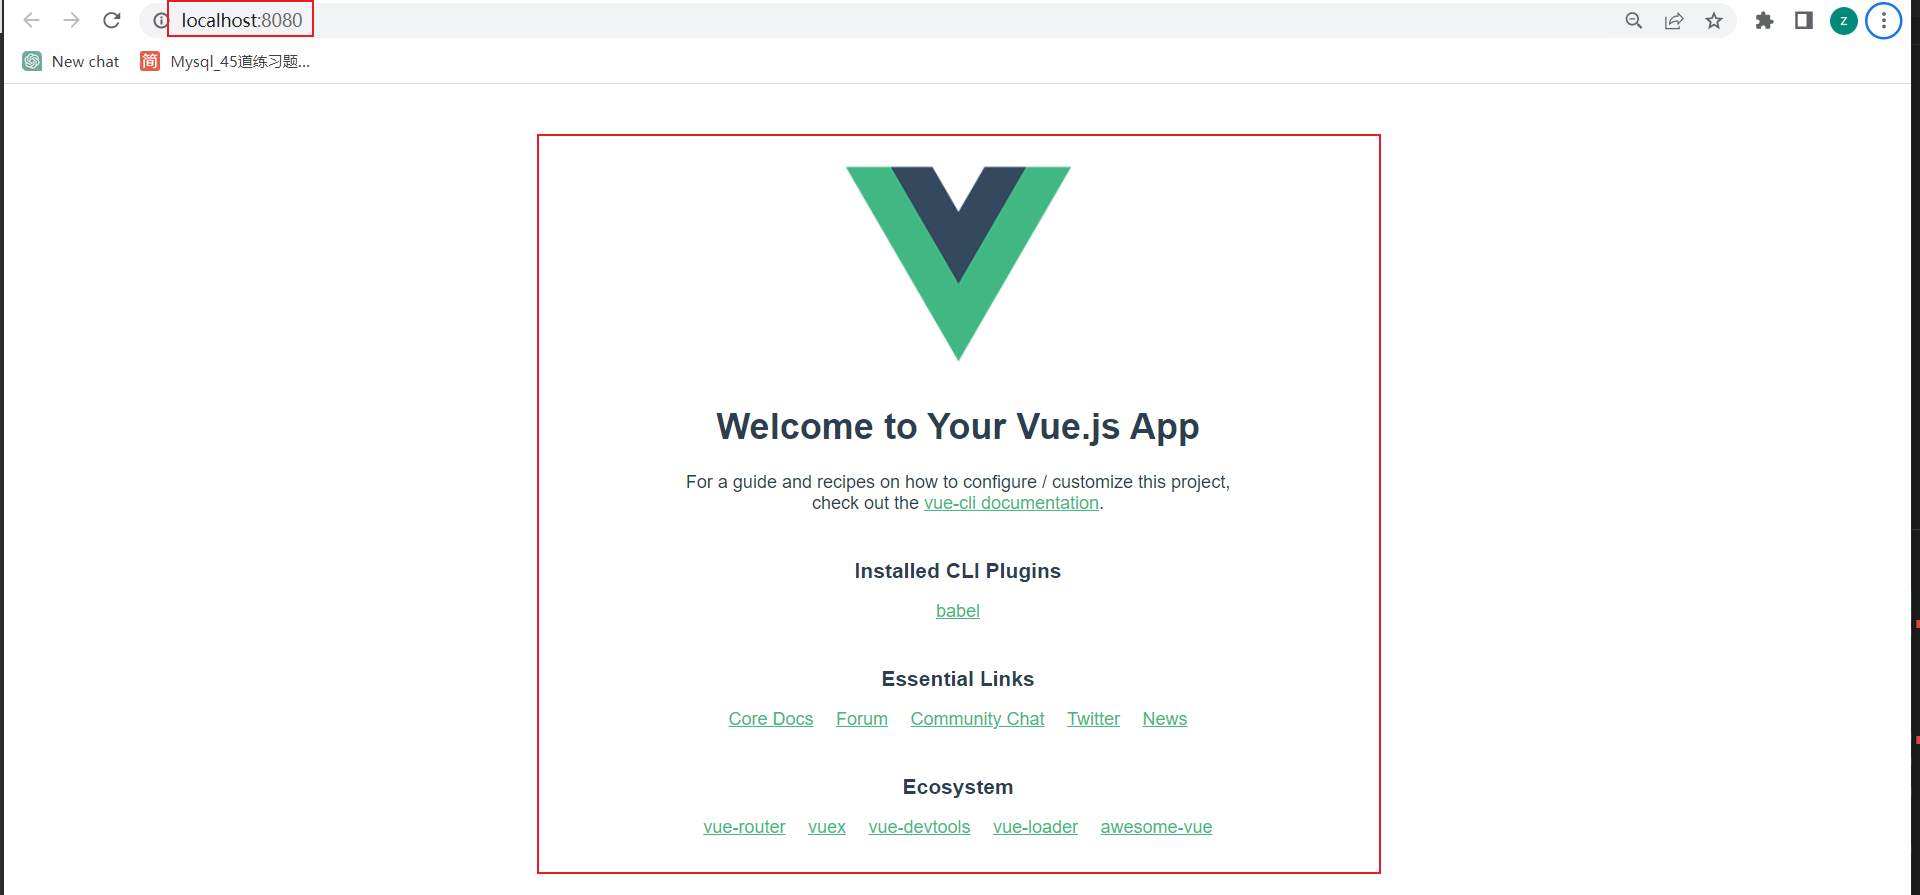 localhost:8080
z
New chat
简
Mysql_45道练习题...
Welcome to Your Vue.js App
For a guide and recipes on how to configure / customize this project,
check out the vue-cli documentation.
Installed CLI Plugins
babel
Essential Links
Core Docs Forum Community Chat Twitter News
Ecosystem
vue-router vuex vue-devtools vue-loader awesome-vue